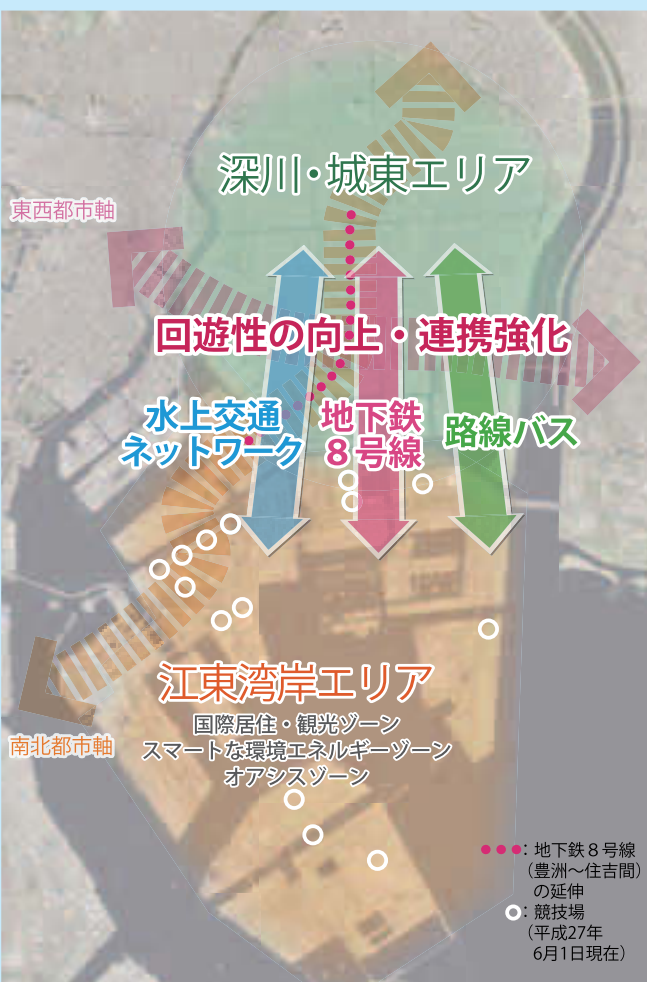 深川・城東エリア
東西都市軸
回遊性の向上・連携強化
水上交通
ネットワーク
地下鉄
８号線
路線バス
江東湾岸エリア
国際居住・観光ゾーン
スマートな環境エネルギーゾーン
オアシスゾーン
南北都市軸
●●●：地下鉄８号線
（豊洲～住吉間）
の延伸
○：競技場
（平成27年
6月1日現在）